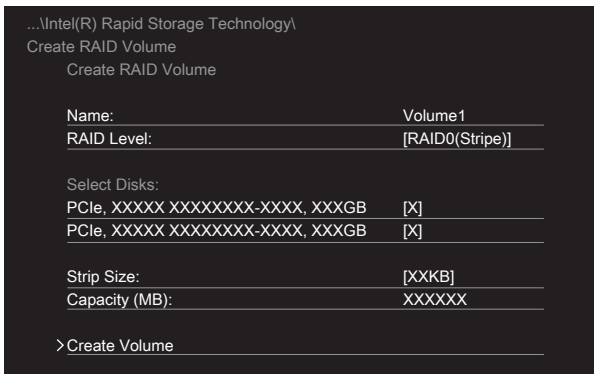 ...\Intel(R) Rapid Storage Technology\
Create RAID Volume
Create RAID Volume
Name: Volume1
RAID Level: [RAID0(Stripe)]
Select Disks:
PCIe, XXXXX XXXXXXXX-XXXX, XXXGB [X]
PCIe, XXXXX XXXXXXXX-XXXX, XXXGB [X]
Strip Size: [XXKB]
Capacity (MB): XXXXXX
>Create Volume